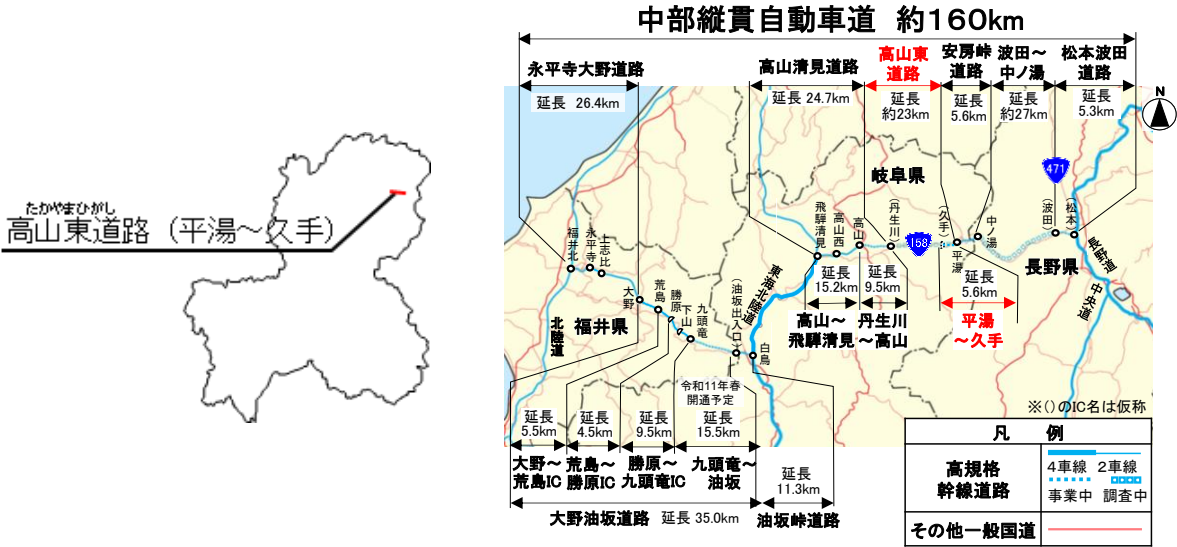 中部縦貫自動車道 約160km
たかやまひがし
高山東道路（平湯～久手）
永平寺大野道路
延長 26.4km
高山清見道路
延長 24.7km
高山東
道路
延長
約23km
安房峠
道路
延長
5.6km
波田～
中ノ湯
延長
約27km
松本波田
道路
延長
5.3km
N
471
158
岐阜県
長野県
福井県
福井北
永平寺
上志比
大野
荒島
勝原
下山
九頭竜
（油坂出入口）
白鳥
飛騨清見
高山西
高山
（丹生川）
（久手）
平湯
中ノ湯
（波田）
（松本）
北陸道
東海北陸道
長野道
中央道
延長
15.2km
高山～
飛騨清見
延長
9.5km
丹生川
～高山
延長
5.6km
平湯
～久手
令和11年春
開通予定
延長
5.5km
延長
4.5km
延長
9.5km
延長
15.5km
大野～
荒島IC
荒島～
勝原IC
勝原～
九頭竜IC
九頭竜～
油坂
延長
11.3km
大野油坂道路 延長 35.0km
油坂峠道路
※()のIC名は仮称
凡 例
高規格
幹線道路
4車線 2車線
事業中 調査中
その他一般国道